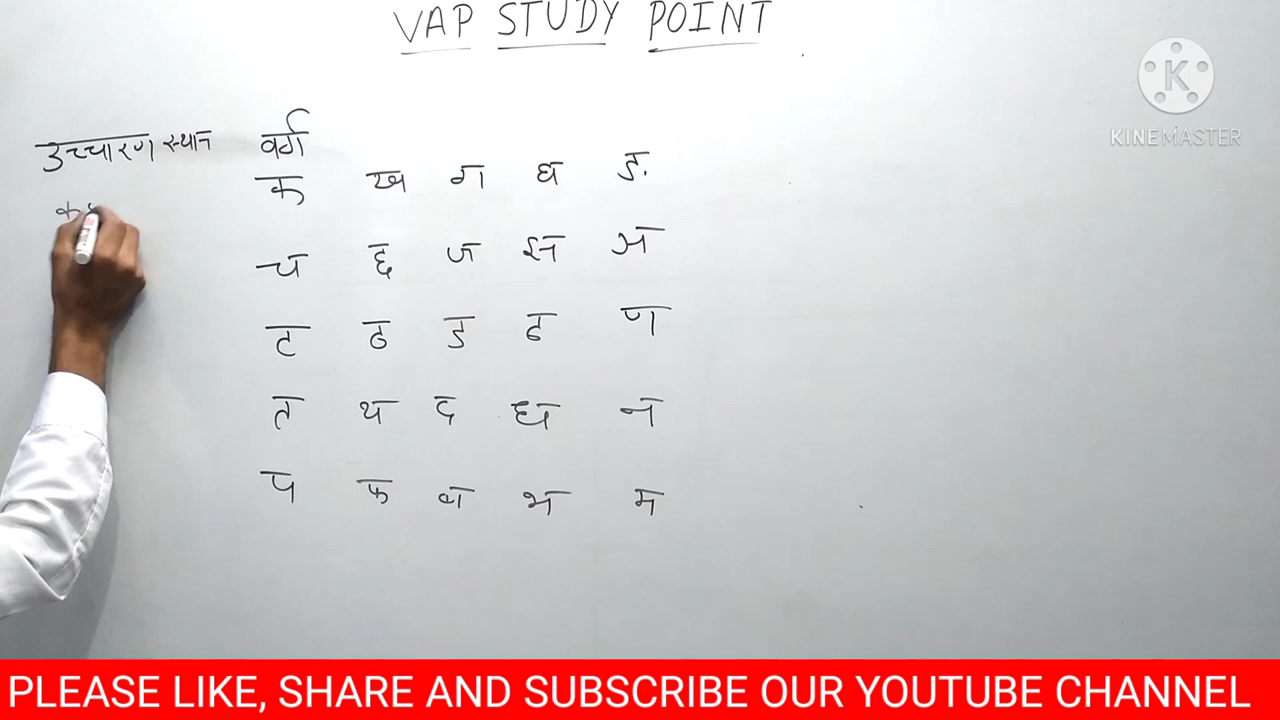 VAP STUDY POINT
KINEMASTER
उच्चारण स्थान वर्ग
क ख ग घ ङ
च छ ज झ ञ
ट ठ ड ढ ण
त थ द ध न
प फ ब भ म
PLEASE LIKE, SHARE AND SUBSCRIBE OUR YOUTUBE CHANNEL